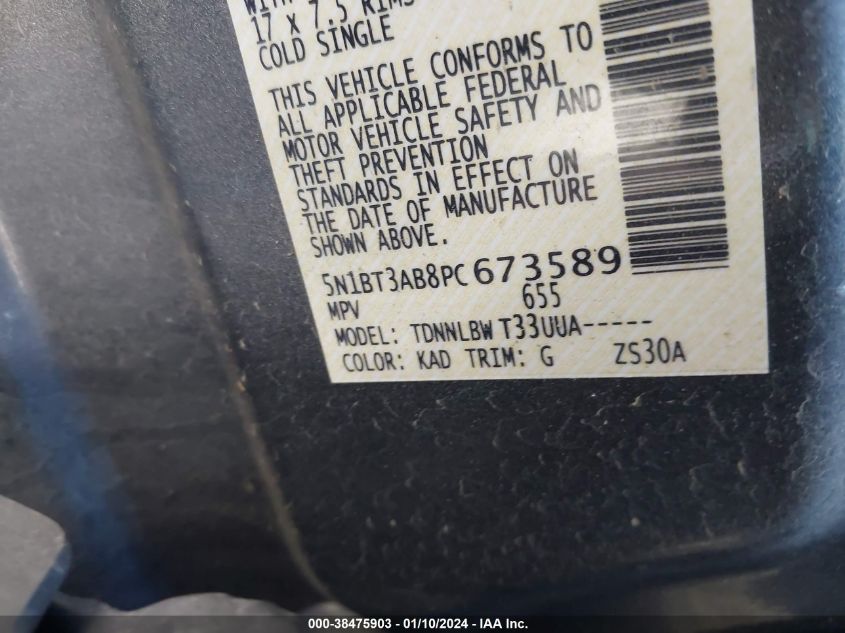 17 X 7.5 RIMS
COLD SINGLE
THIS VEHICLE CONFORMS TO
ALL APPLICABLE FEDERAL
MOTOR VEHICLE SAFETY AND
THEFT PREVENTION
STANDARDS IN EFFECT ON
THE DATE OF MANUFACTURE
SHOWN ABOVE.
5N1BT3AB8PC673589
MPV 655
MODEL: TDNNLBW T33UUA------
COLOR: KAD TRIM: G ZS30A
000-38475903 - 01/10/2024 - IAA Inc.